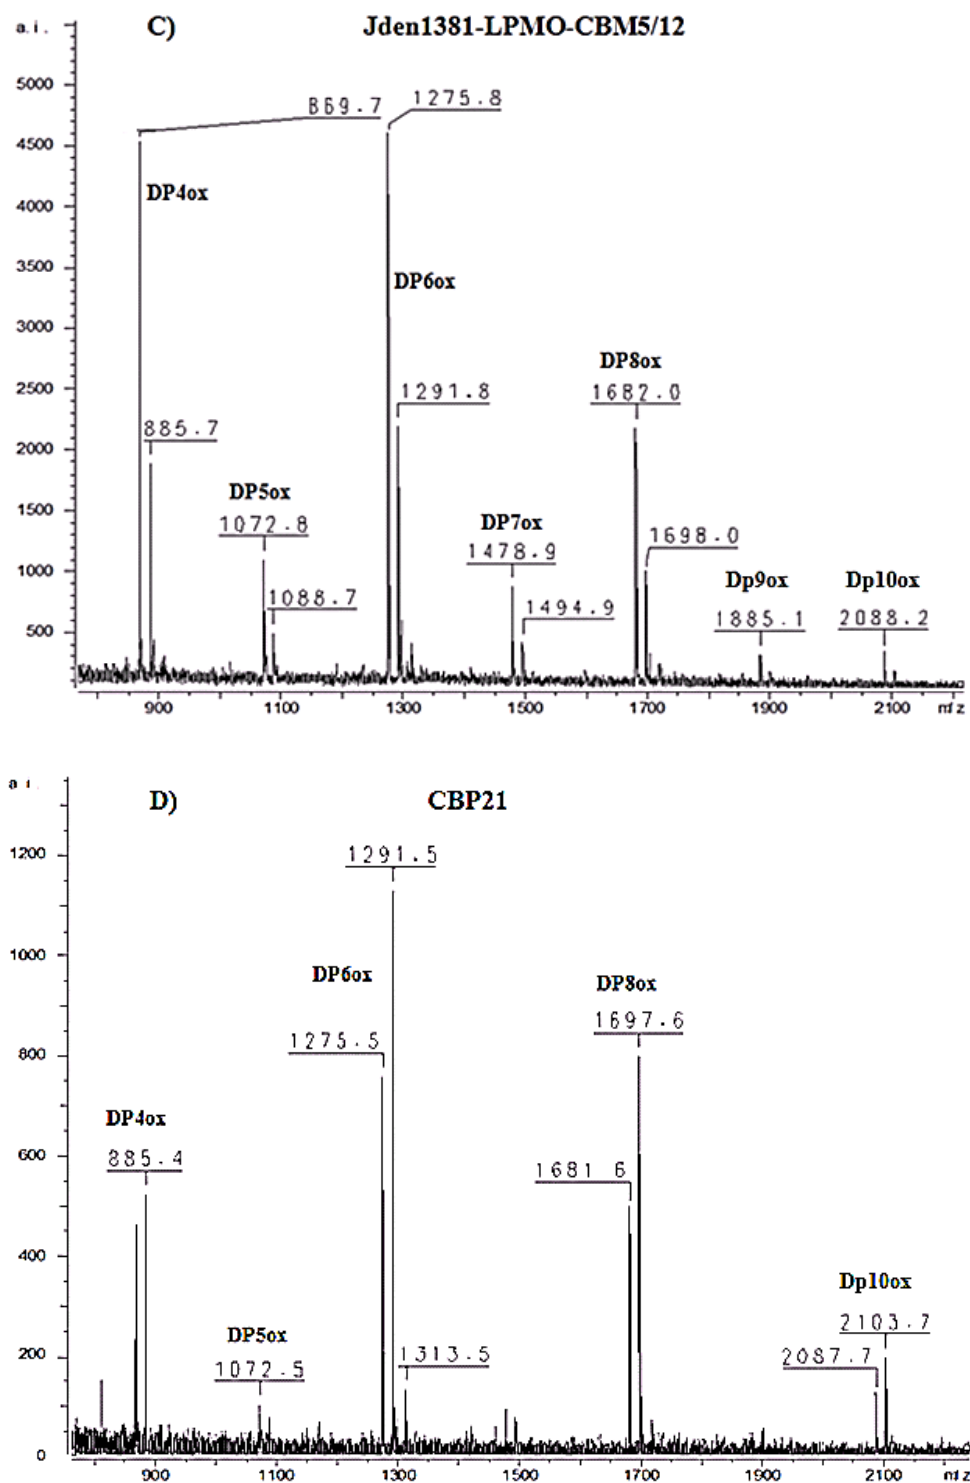 a.i.
C)
Jden1381-LPMO-CBM5/12
5000
4500
4000
3500
3000
2500
2000
1500
1000
500
869.7
1275.8
DP4ox
DP6ox
DP8ox
1682.0
1291.8
885.7
DP5ox
1072.8
DP7ox
1478.9
1698.0
1088.7
1494.9
Dp9ox
1885.1
Dp10ox
2088.2
900
1100
1300
1500
1700
1900
2100
m/z
a.i.
D)
CBP21
1200
1000
800
600
400
200
0
1291.5
DP6ox
1275.5
DP8ox
1697.6
DP4ox
885.4
1681 6
DP5ox
1072.5
1313.5
Dp10ox
2103.7
2087.7
900
1100
1300
1500
1700
1900
2100
m/z